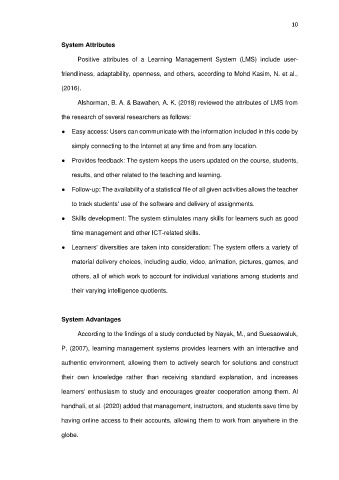 10
System Attributes
Positive attributes of a Learning Management System (LMS) include user-
friendliness, adaptability, openness, and others, according to Mohd Kasim, N. et al.,
(2016).
Alshorman, B. A. & Bawaneh, A. K. (2018) reviewed the attributes of LMS from
the research of several researchers as follows:
● Easy access: Users can communicate with the information included in this code by
simply connecting to the Internet at any time and from any location.
● Provides feedback: The system keeps the users updated on the course, students,
results, and other related to the teaching and learning.
● Follow-up: The availability of a statistical file of all given activities allows the teacher
to track students' use of the software and delivery of assignments.
● Skills development: The system stimulates many skills for learners such as good
time management and other ICT-related skills.
● Learners' diversities are taken into consideration: The system offers a variety of
material delivery choices, including audio, video, animation, pictures, games, and
others, all of which work to account for individual variations among students and
their varying intelligence quotients.
System Advantages
According to the findings of a study conducted by Nayak, M., and Suesaowaluk,
P. (2007), learning management systems provides learners with an interactive and
authentic environment, allowing them to actively search for solutions and construct
their own knowledge rather than receiving standard explanation, and increases
learners' enthusiasm to study and encourages greater cooperation among them. Al
handhali, et al. (2020) added that management, instructors, and students save time by
having online access to their accounts, allowing them to work from anywhere in the
globe.